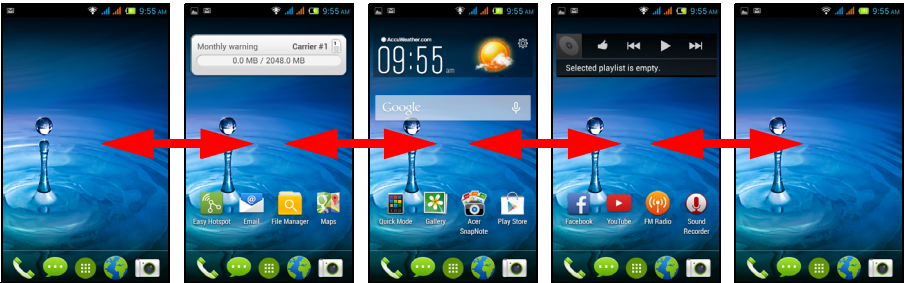 9:55 AM
9:55 AM
Monthly warning Carrier #1 1
0.0 MB / 2048.0 MB
Easy Hotspot Email File Manager Maps
9:55 AM
AccuWeather.com
09:55 am
Google
Quick Mode Gallery Acer SnapNote Play Store
9:55 AM
Selected playlist is empty.
Facebook YouTube FM Radio Sound Recorder
9:55 AM